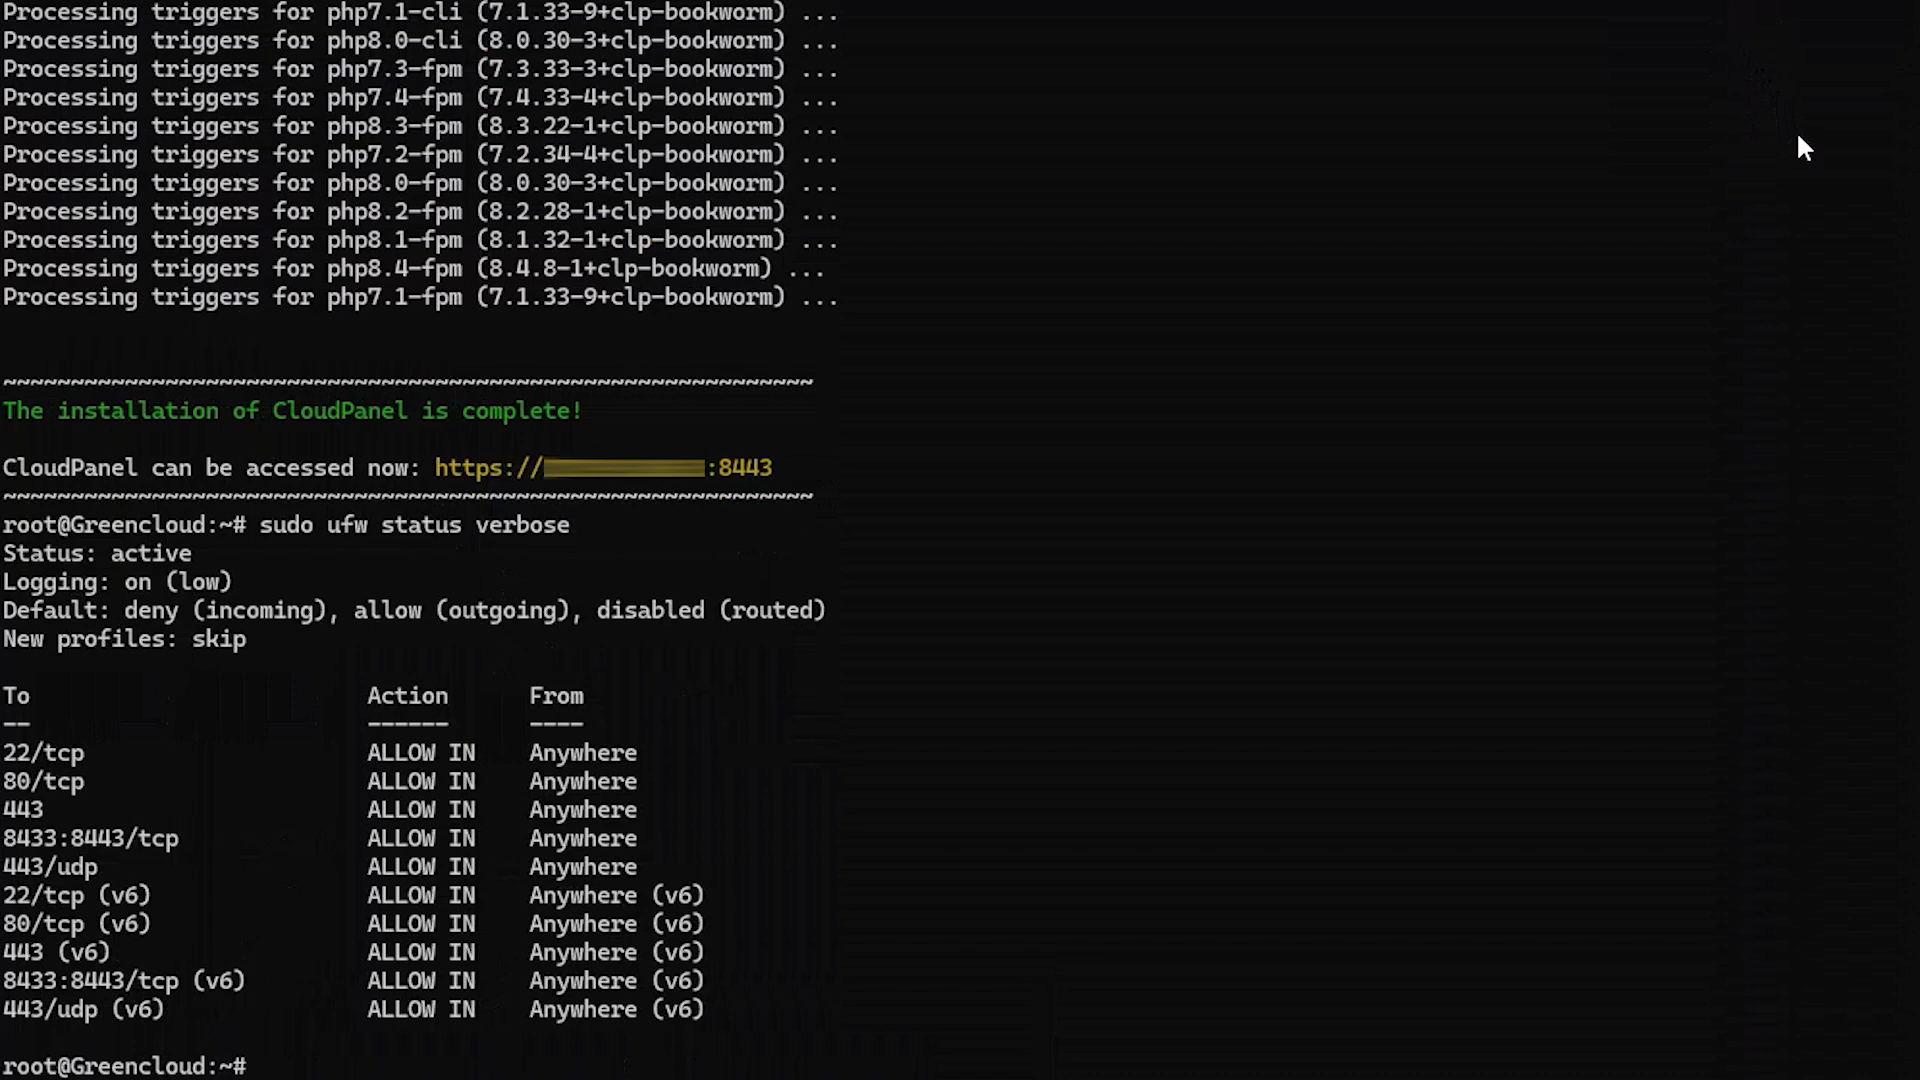 Processing triggers for php7.1-cli (7.1.33-9+clp-bookworm) ...
Processing triggers for php8.0-cli (8.0.30-3+clp-bookworm) ...
Processing triggers for php7.3-fpm (7.3.33-3+clp-bookworm) ...
Processing triggers for php7.4-fpm (7.4.33-4+clp-bookworm) ...
Processing triggers for php8.3-fpm (8.3.22-1+clp-bookworm) ...
Processing triggers for php7.2-fpm (7.2.34-4+clp-bookworm) ...
Processing triggers for php8.0-fpm (8.0.30-3+clp-bookworm) ...
Processing triggers for php8.2-fpm (8.2.28-1+clp-bookworm) ...
Processing triggers for php8.1-fpm (8.1.32-1+clp-bookworm) ...
Processing triggers for php8.4-fpm (8.4.8-1+clp-bookworm) ...
Processing triggers for php7.1-fpm (7.1.33-9+clp-bookworm) ...
~~~~~~~~~~~~~~~~~~~~~~~~~~~~~~~~~~~~~~~~~~~~~~~~~~~~~~~~~~~~
The installation of CloudPanel is complete!
CloudPanel can be accessed now: https:// :8443
~~~~~~~~~~~~~~~~~~~~~~~~~~~~~~~~~~~~~~~~~~~~~~~~~~~~~~~~~~~~
root@Greencloud:~# sudo ufw status verbose
Status: active
Logging: on (low)
Default: deny (incoming), allow (outgoing), disabled (routed)
New profiles: skip
To Action From
-- ------ ----
22/tcp ALLOW IN Anywhere
80/tcp ALLOW IN Anywhere
443 ALLOW IN Anywhere
8433:8443/tcp ALLOW IN Anywhere
443/udp ALLOW IN Anywhere
22/tcp (v6) ALLOW IN Anywhere (v6)
80/tcp (v6) ALLOW IN Anywhere (v6)
443 (v6) ALLOW IN Anywhere (v6)
8433:8443/tcp (v6) ALLOW IN Anywhere (v6)
443/udp (v6) ALLOW IN Anywhere (v6)
root@Greencloud:~#